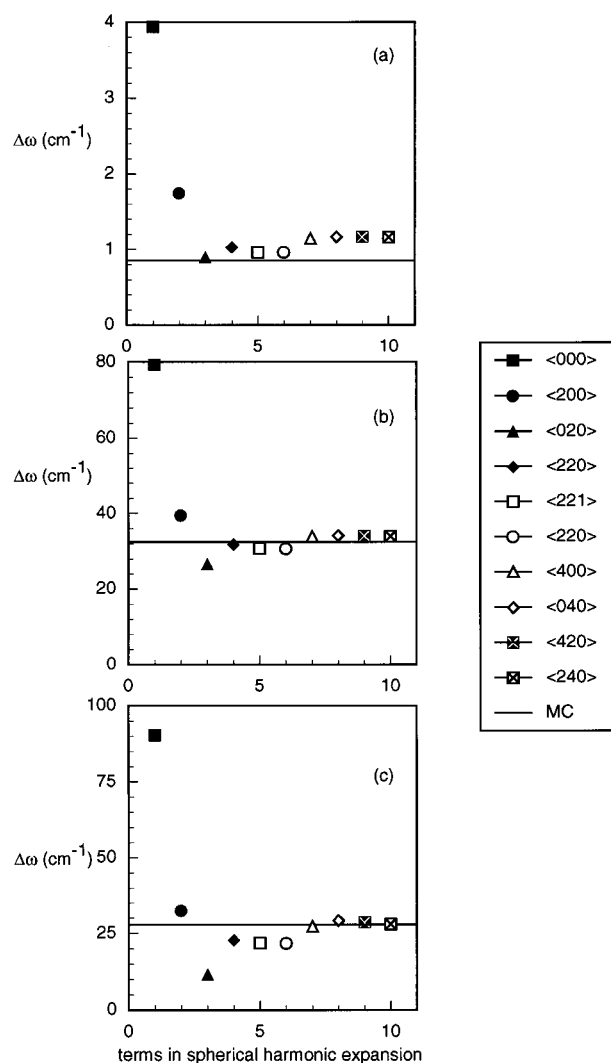 4
(a)
Δω (cm-1)
3
2
1
0
0 5 10
80
(b)
60
Δω (cm-1)
40
20
0
0 5 10
100
(c)
75
Δω (cm-1)
50
25
0
0 5 10
terms in spherical harmonic expansion
<000>
<200>
<020>
<220>
<221>
<220>
<400>
<040>
<420>
<240>
MC